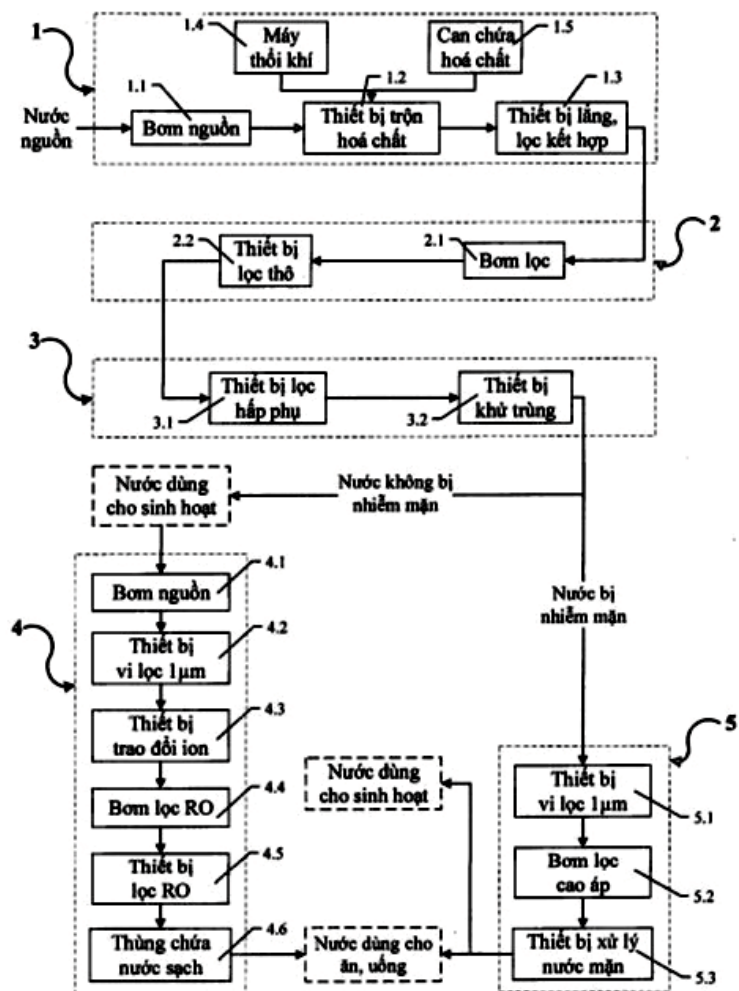 1
1.4
Máy
thổi khí
Can chứa
hoá chất
1.5
1.1
1.2
1.3
Nước
nguồn
Bơm nguồn
Thiết bị trộn
hoá chất
Thiết bị lắng,
lọc kết hợp
2.2
Thiết bị
lọc thô
2.1
Bơm lọc
2
3
Thiết bị lọc
hấp phụ
3.1
Thiết bị
khử trùng
3.2
Nước dùng
cho sinh hoạt
Nước không bị
nhiễm mặn
Nước bị
nhiễm mặn
4
4.1
Bơm nguồn
4.2
Thiết bị
vi lọc 1µm
4.3
Thiết bị
trao đổi ion
4.4
Bơm lọc RO
4.5
Thiết bị
lọc RO
4.6
Thùng chứa
nước sạch
Nước dùng
cho sinh hoạt
Nước dùng cho
ăn, uống
5
Thiết bị
vi lọc 1µm
5.1
Bơm lọc
cao áp
5.2
Thiết bị xử lý
nước mặn
5.3